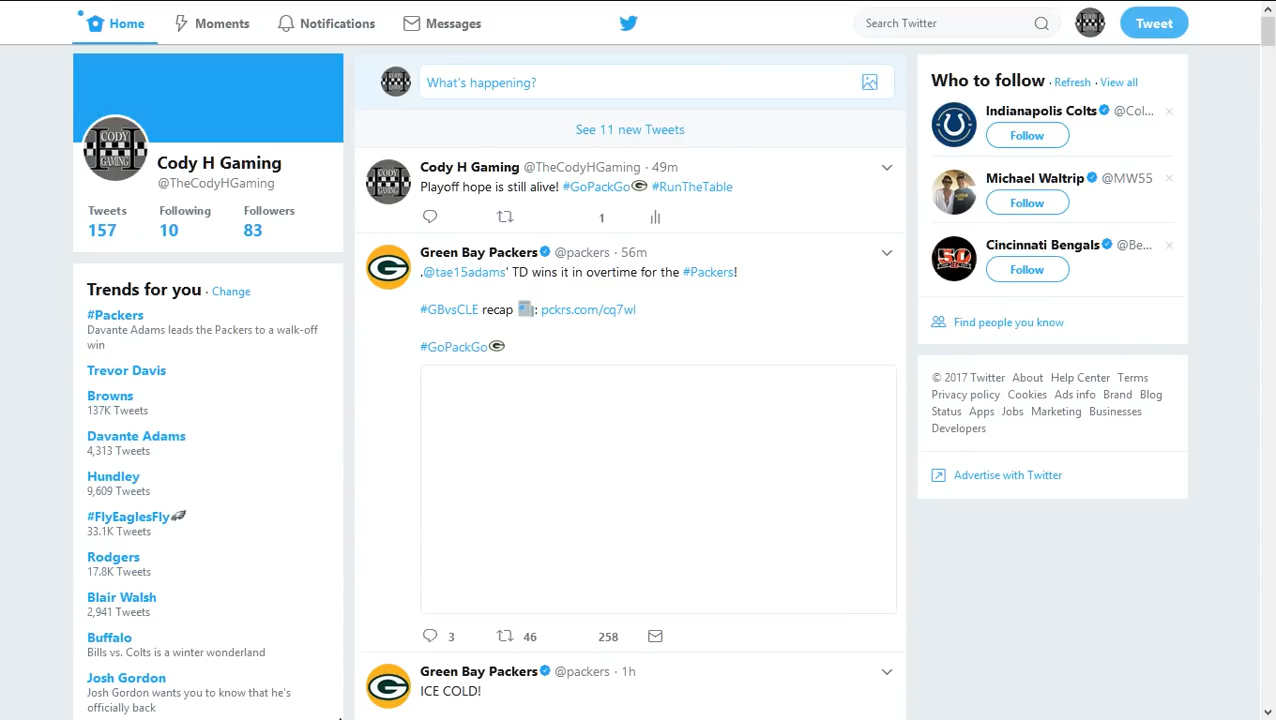 Home
Moments
Notifications
Messages
Search Twitter
Tweet
Cody H Gaming
@TheCodyHGaming
Tweets Following Followers
157 10 83
Trends for you · Change
#Packers
Davante Adams leads the Packers to a walk-off
win
Trevor Davis
Browns
137K Tweets
Davante Adams
4,313 Tweets
Hundley
9,609 Tweets
#FlyEaglesFly
33.1K Tweets
Rodgers
17.8K Tweets
Blair Walsh
2,941 Tweets
Buffalo
Bills vs. Colts is a winter wonderland
Josh Gordon
Josh Gordon wants you to know that he's
officially back
What's happening?
See 11 new Tweets
Cody H Gaming @TheCodyHGaming · 49m
Playoff hope is still alive! #GoPackGo #RunTheTable
1
Green Bay Packers @packers · 56m
.@tae15adams' TD wins it in overtime for the #Packers!
#GBvsCLE recap : pckrs.com/cq7wl
#GoPackGo
3 46 258
Green Bay Packers @packers · 1h
ICE COLD!
Who to follow · Refresh · View all
Indianapolis Colts @Col...
Follow
Michael Waltrip @MW55
Follow
Cincinnati Bengals @Be...
Follow
Find people you know
© 2017 Twitter About Help Center Terms
Privacy policy Cookies Ads info Brand Blog
Status Apps Jobs Marketing Businesses
Developers
Advertise with Twitter
CODY
GAMING
50